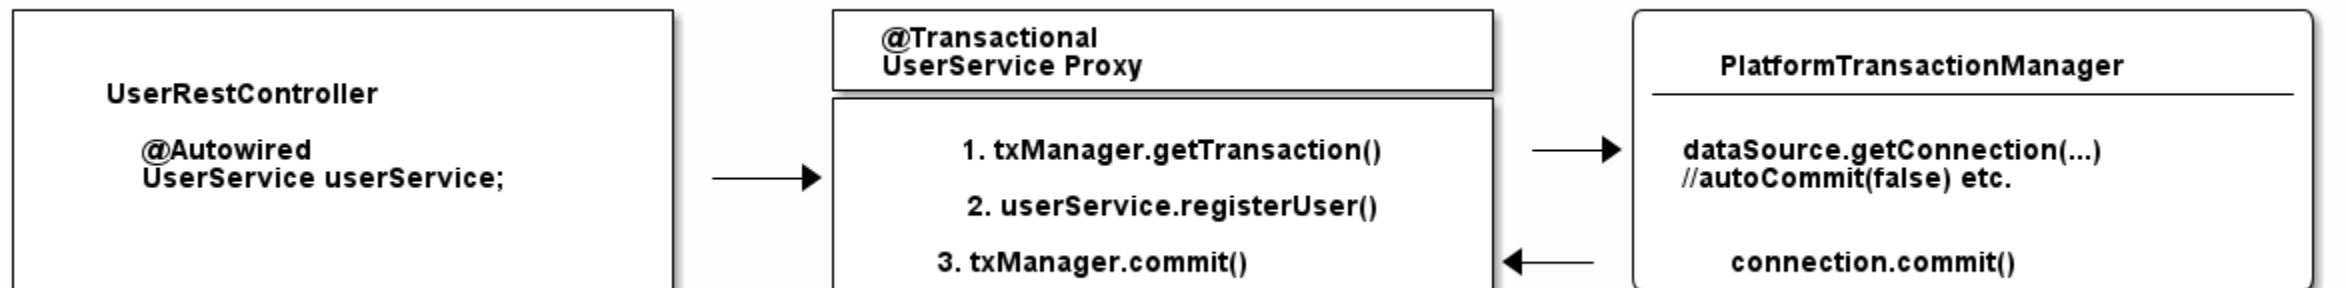 UserRestController
@Autowired
UserService userService;
@Transactional
UserService Proxy
1. txManager.getTransaction()
2. userService.registerUser()
3. txManager.commit()
PlatformTransactionManager
dataSource.getConnection(...)
//autoCommit(false) etc.
connection.commit()